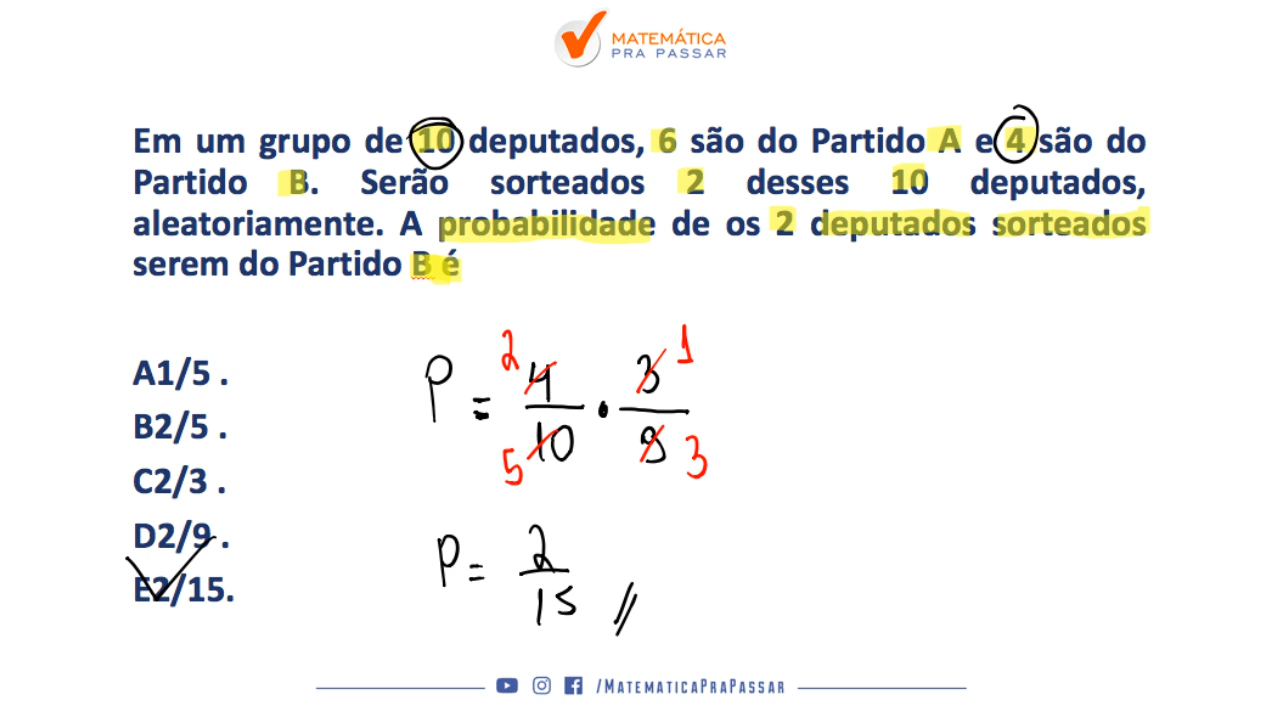 MATEMÁTICA
PRA PASSAR
Em um grupo de 10 deputados, 6 são do Partido A e 4 são do
Partido B. Serão sorteados 2 desses 10 deputados,
aleatoriamente. A probabilidade de os 2 deputados sorteados
serem do Partido B é
A1/5 .
B2/5 .
C2/3 .
D2/9 .
E2/15.
2 4 3 1
P = — · —
5 10 9 3
P = 2
15 //
/MATEMATICAPRAPASSAR